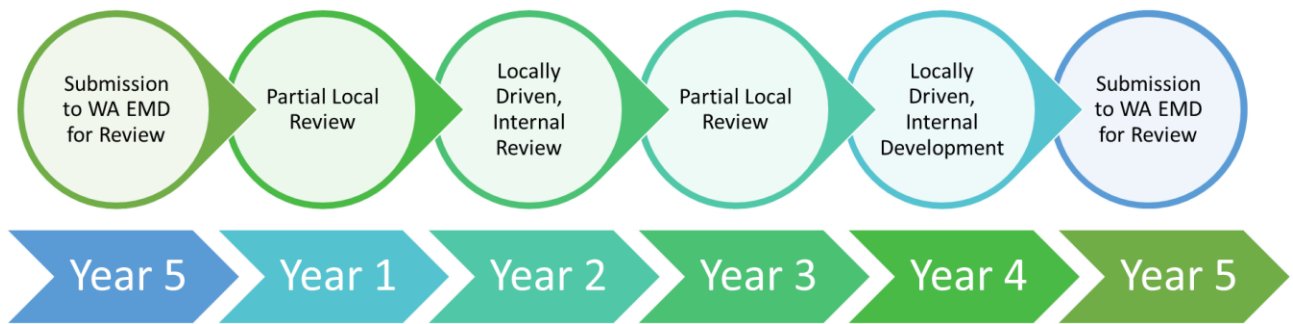 Submission
to WA EMD
for Review
Partial Local
Review
Locally
Driven,
Internal
Review
Partial Local
Review
Locally
Driven,
Internal
Development
Submission
to WA EMD
for Review
Year 5
Year 1
Year 2
Year 3
Year 4
Year 5